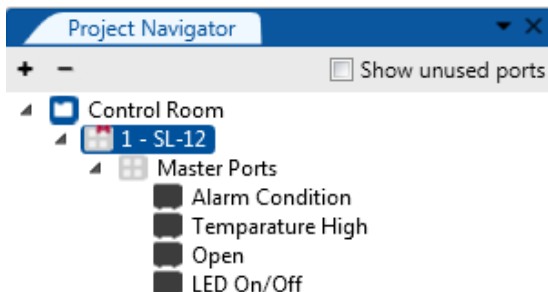 Project Navigator
+ -
Show unused ports
Control Room
1 - SL-12
Master Ports
Alarm Condition
Temparature High
Open
LED On/Off